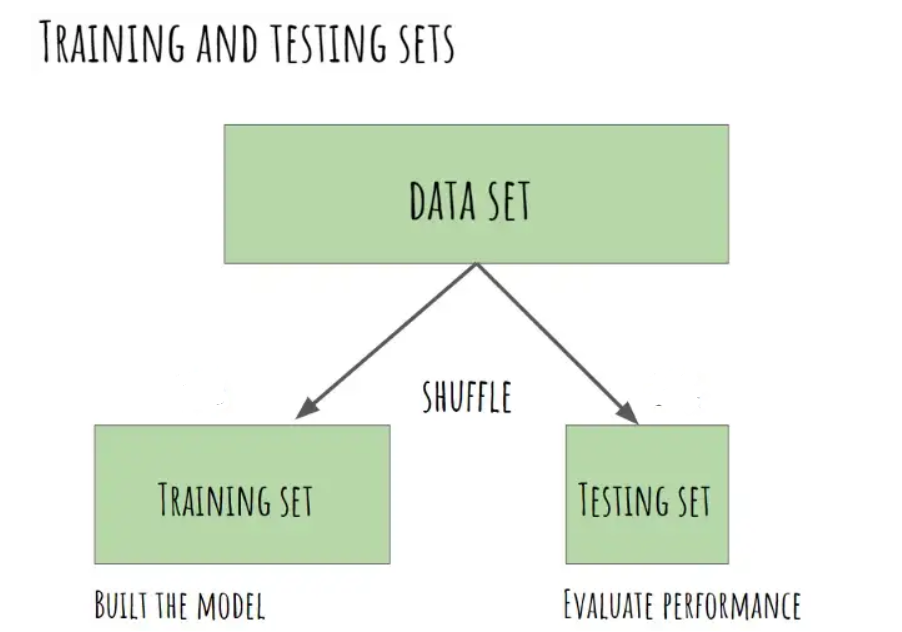 Training and testing sets
data set
shuffle
Training set
Testing set
Built the model
Evaluate performance